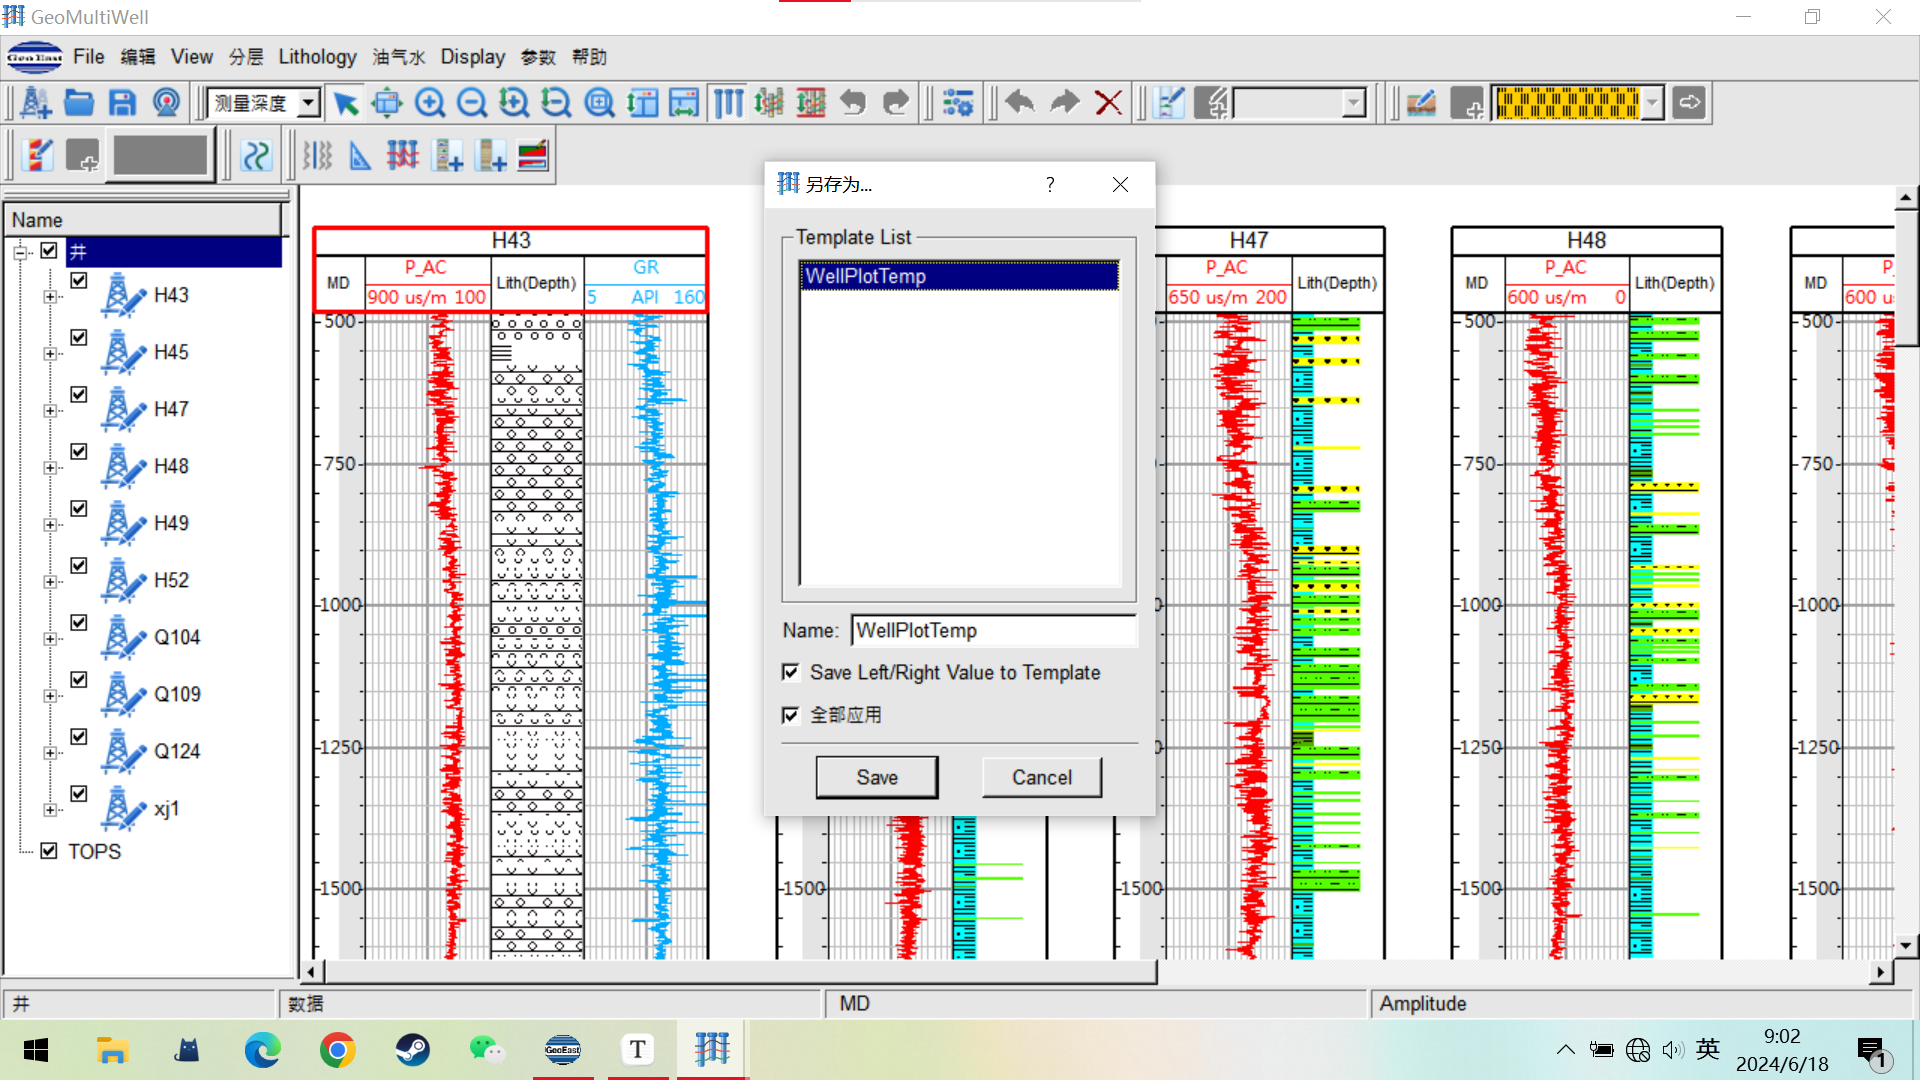 GeoMultiWell
GeoEast File 编辑 View 分层 Lithology 油气水 Display 参数 帮助
测量深度
Name
井
H43
H45
H47
H48
H49
H52
Q104
Q109
Q124
xj1
TOPS
H43
MD P_AC Lith(Depth) GR
900 us/m 100 5 API 160
500
750
1000
1250
1500
另存为... ?
Template List
WellPlotTemp
Name: WellPlotTemp
Save Left/Right Value to Template
全部应用
Save Cancel
1500
H47
P_AC Lith(Depth)
650 us/m 200
1500
H48
MD P_AC Lith(Depth)
600 us/m 0
500
750
1000
1250
1500
MD
600
500
750
1000
1250
1500
井 数据 MD Amplitude
GeoEast T 英 9:02
2024/6/18 1